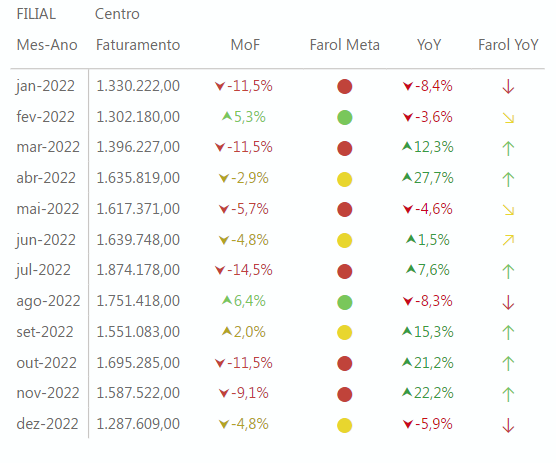 FILIAL Centro
Mes-Ano Faturamento MoF Farol Meta YoY Farol YoY
jan-2022 1.330.222,00 -11,5% -8,4%
fev-2022 1.302.180,00 5,3% -3,6%
mar-2022 1.396.227,00 -11,5% 12,3%
abr-2022 1.635.819,00 -2,9% 27,7%
mai-2022 1.617.371,00 -5,7% -4,6%
jun-2022 1.639.748,00 -4,8% 1,5%
jul-2022 1.874.178,00 -14,5% 7,6%
ago-2022 1.751.418,00 6,4% -8,3%
set-2022 1.551.083,00 2,0% 15,3%
out-2022 1.695.285,00 -11,5% 21,2%
nov-2022 1.587.522,00 -9,1% 22,2%
dez-2022 1.287.609,00 -4,8% -5,9%